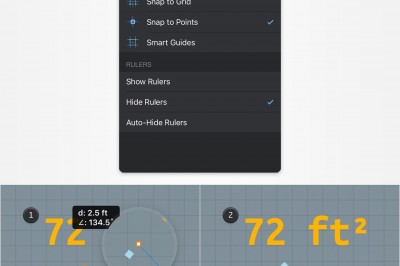 Snap to Grid
Snap to Points
Smart Guides
RULERS
Show Rulers
Hide Rulers
Auto-Hide Rulers
1
72
d: 2.5 ft
∠: 134.5°
2
72 ft²